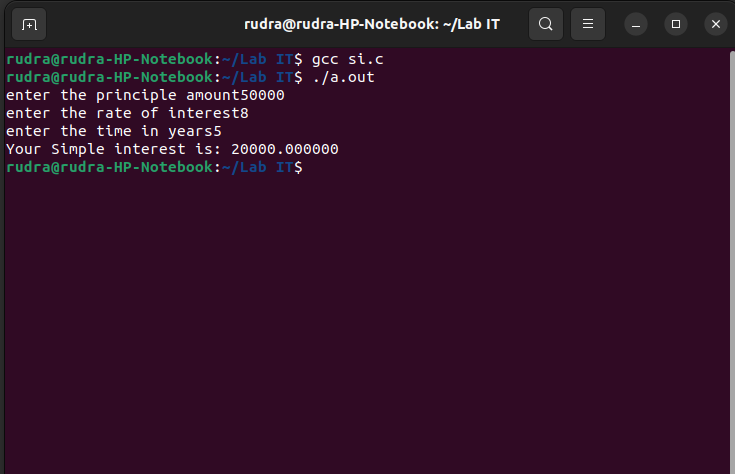 rudra@rudra-HP-Notebook: ~/Lab IT
rudra@rudra-HP-Notebook:~/Lab IT$ gcc si.c
rudra@rudra-HP-Notebook:~/Lab IT$ ./a.out
enter the principle amount50000
enter the rate of interest8
enter the time in years5
Your Simple interest is: 20000.000000
rudra@rudra-HP-Notebook:~/Lab IT$